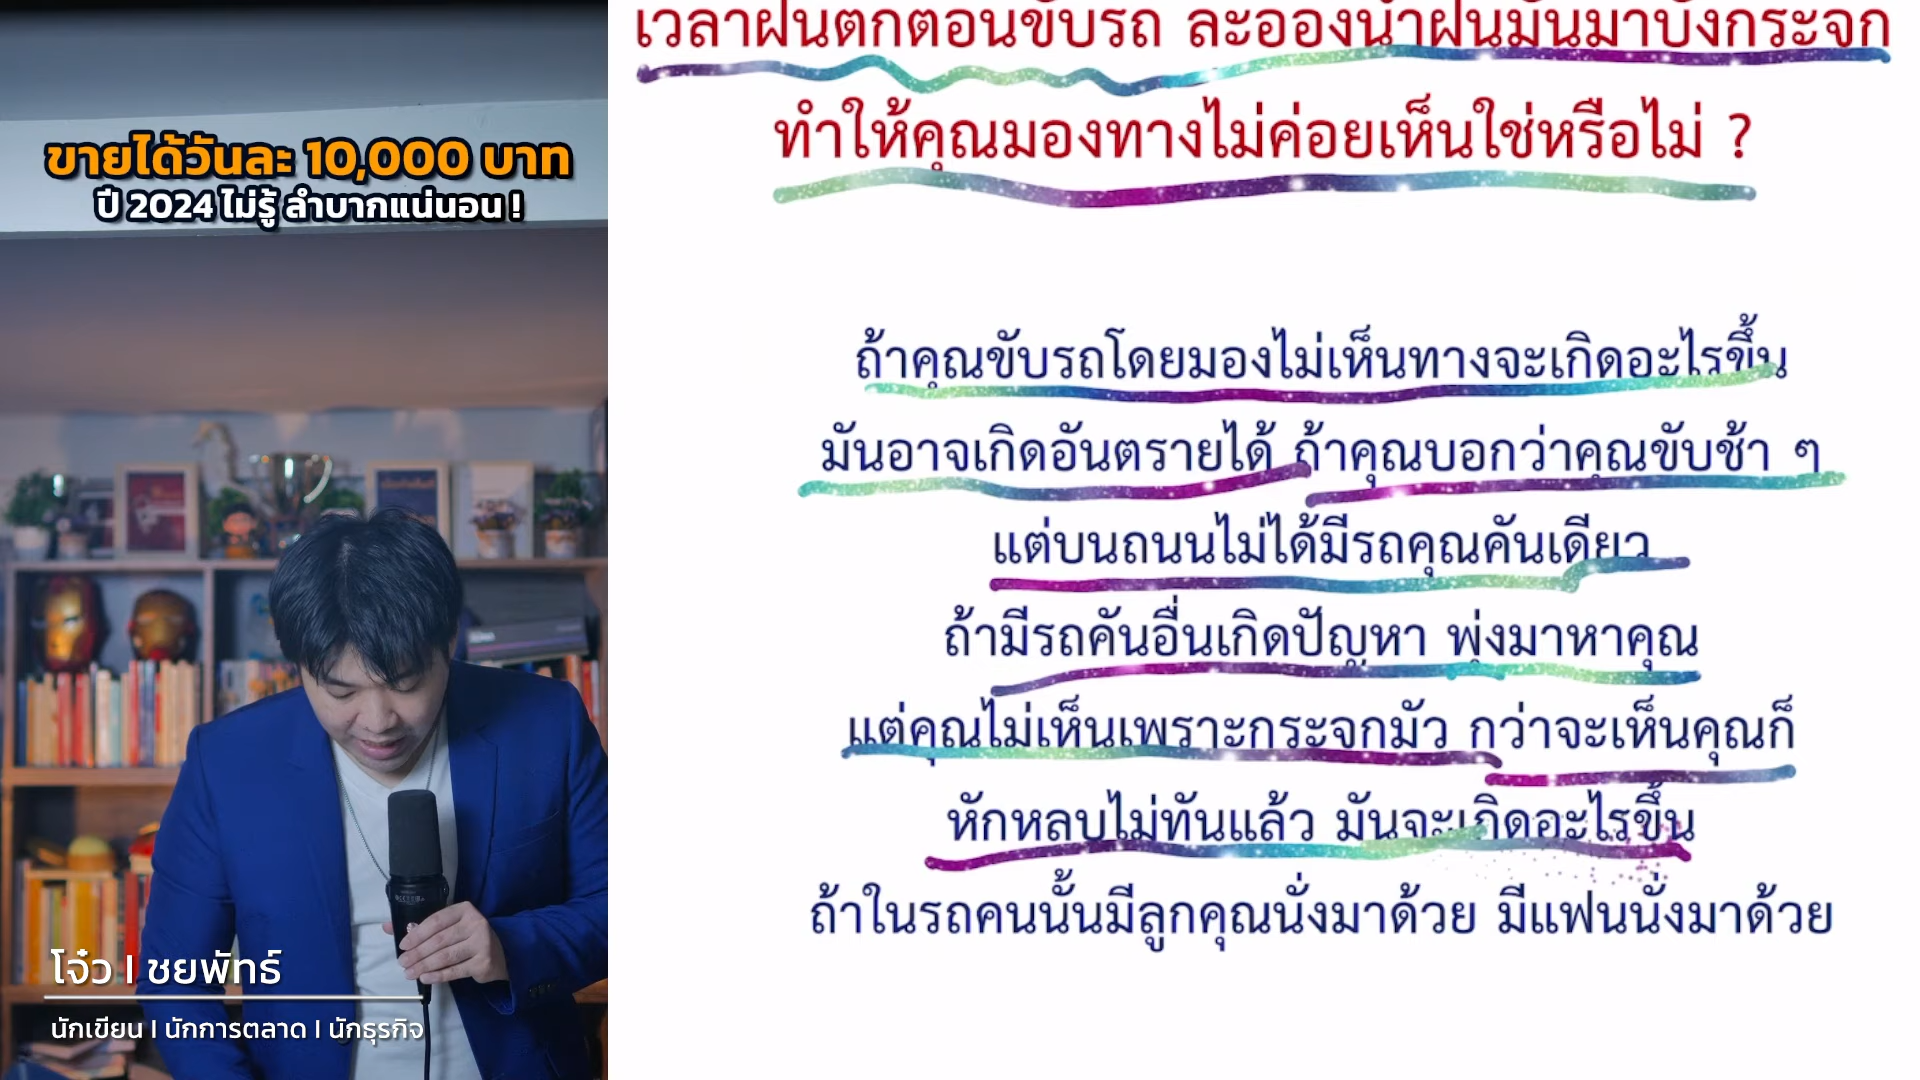 ขายได้วันละ 10,000 บาท
ปี 2024 ไม่รู้ ลำบากแน่นอน !
โจ๋ว I ชยพัทธ์
นักเขียน I นักการตลาด I นักธุรกิจ
เวลาฝนตกตอนขับรถ ละอองน้ำฝนมันมาบังกระจก
ทำให้คุณมองทางไม่ค่อยเห็นใช่หรือไม่ ?
ถ้าคุณขับรถโดยมองไม่เห็นทางจะเกิดอะไรขึ้น
มันอาจเกิดอันตรายได้ ถ้าคุณบอกว่าคุณขับช้า ๆ
แต่บนถนนไม่ได้มีรถคุณคันเดียว
ถ้ามีรถคันอื่นเกิดปัญหา พุ่งมาหาคุณ
แต่คุณไม่เห็นเพราะกระจกมัว กว่าจะเห็นคุณก็
หักหลบไม่ทันแล้ว มันจะเกิดอะไรขึ้น
ถ้าในรถคนนั้นมีลูกคุณนั่งมาด้วย มีแฟนนั่งมาด้วย